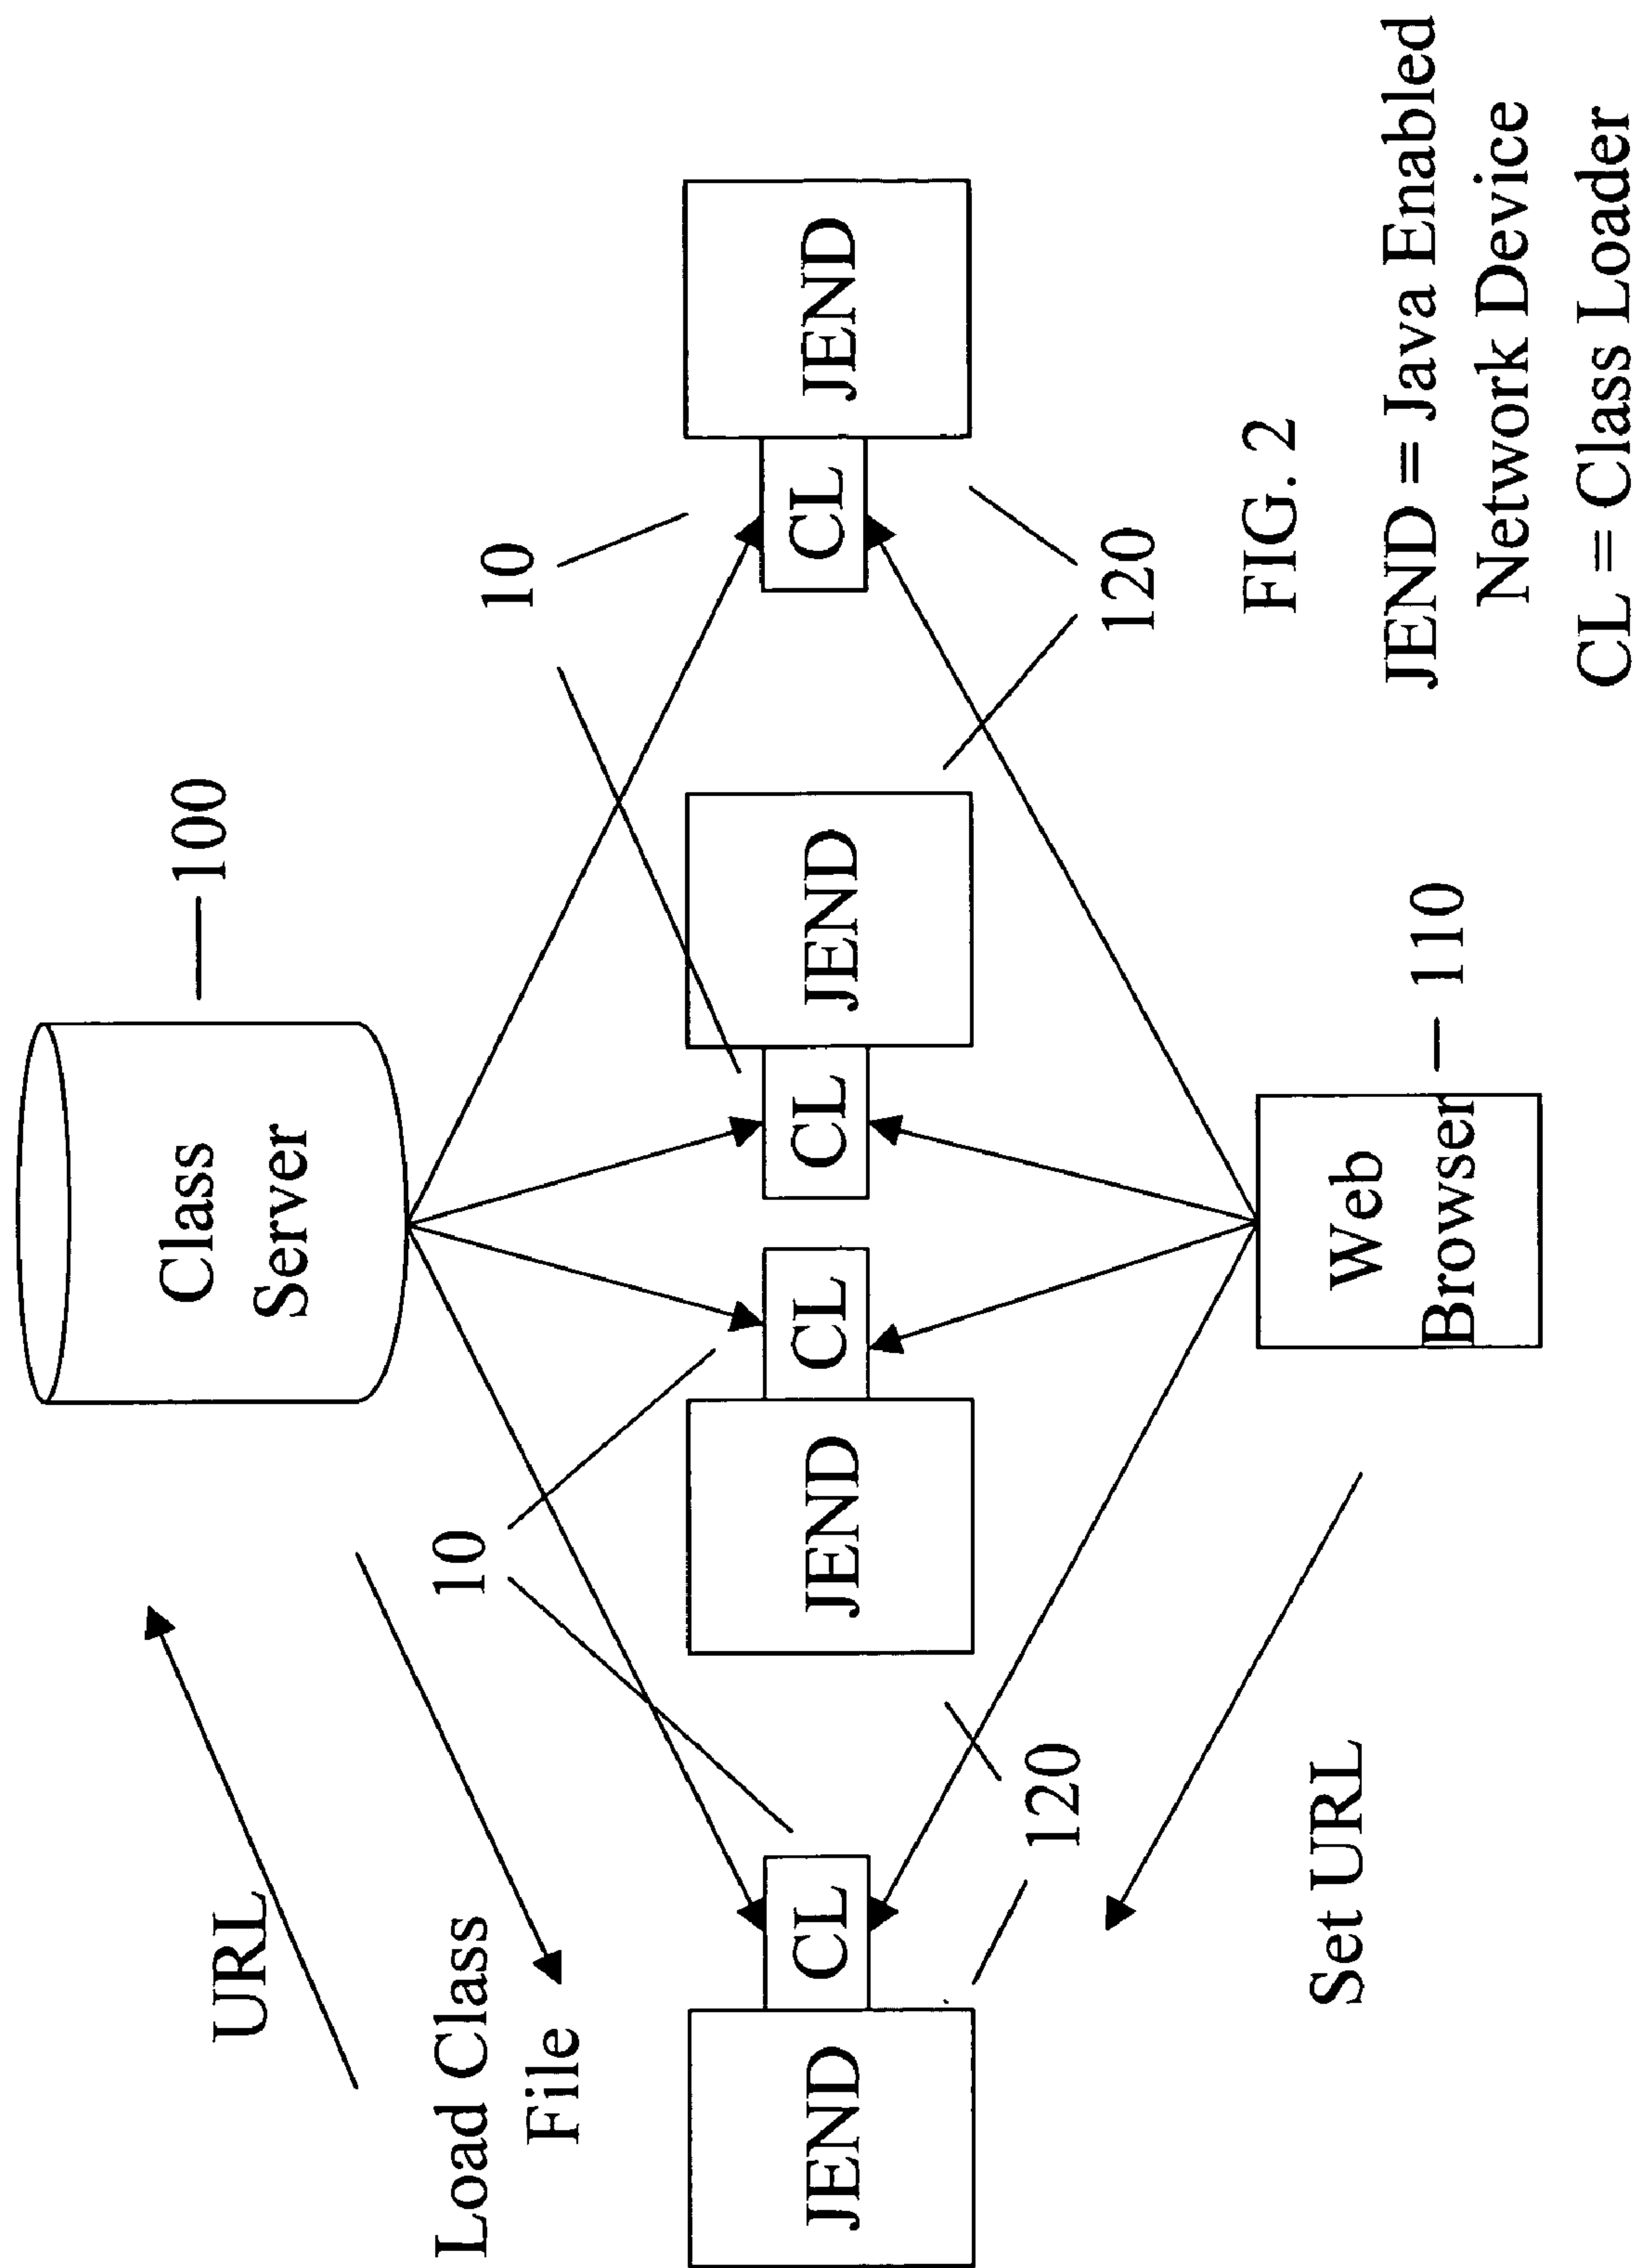 Class
Server
100
URL
Load Class
File
10
10
JEND
CL
JEND
CL
CL
JEND
CL
JEND
120
120
Set URL
Web
Browser
110
FIG. 2
JEND = Java Enabled
Network Device
CL = Class Loader